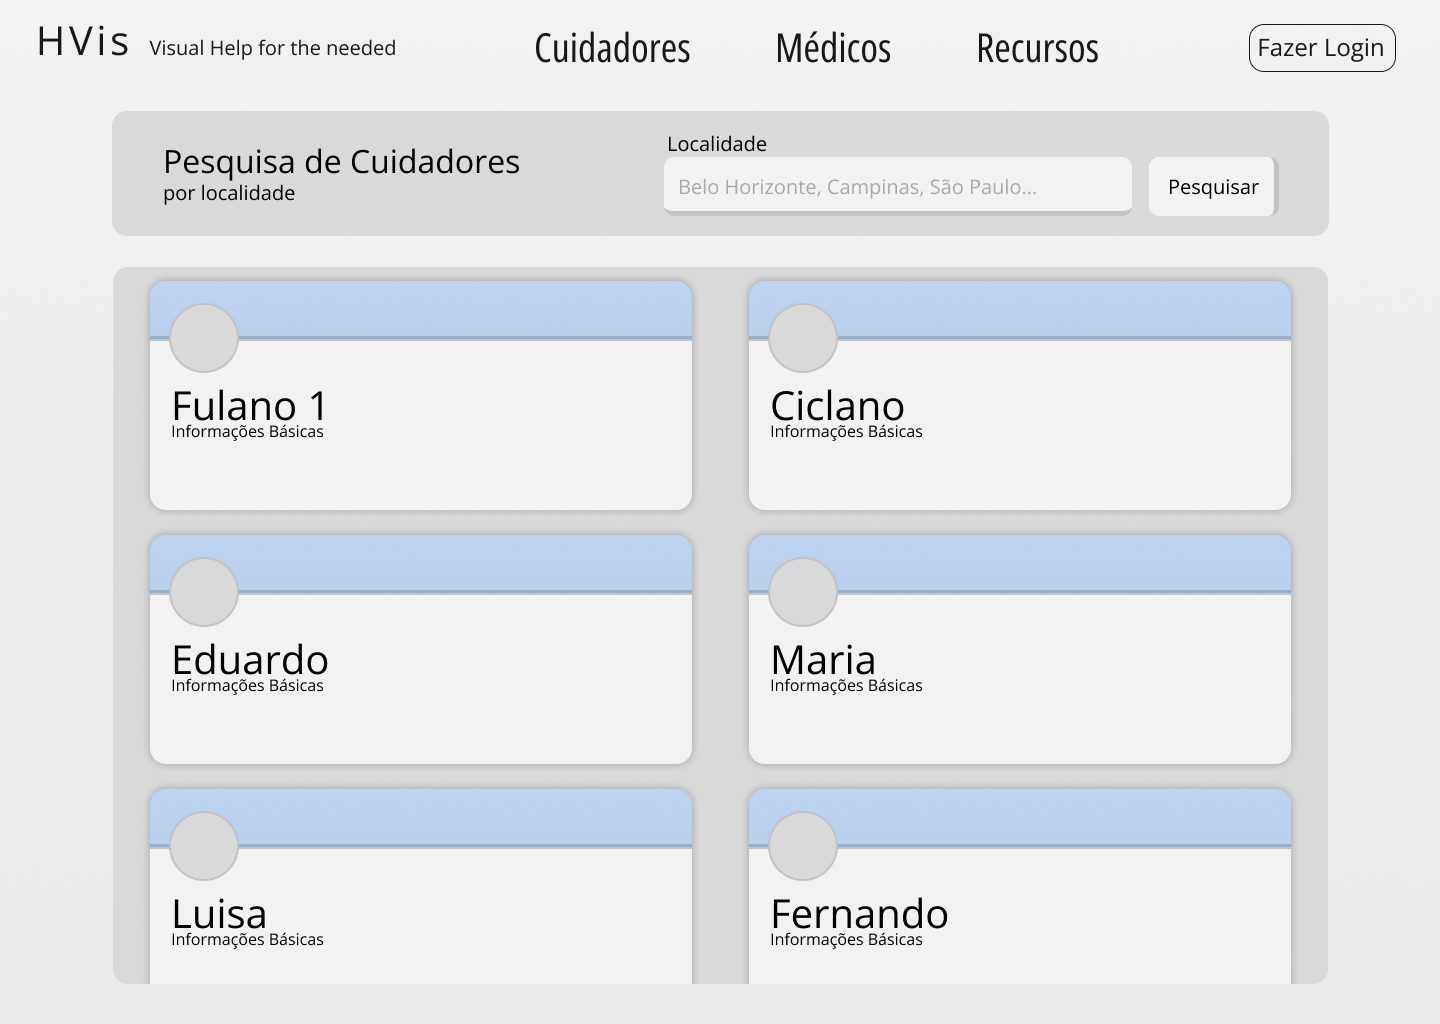 HVis Visual Help for the needed
Cuidadores Médicos Recursos
Fazer Login
Pesquisa de Cuidadores
por localidade
Localidade
Belo Horizonte, Campinas, São Paulo...
Pesquisar
Fulano 1
Informações Básicas
Ciclano
Informações Básicas
Eduardo
Informações Básicas
Maria
Informações Básicas
Luisa
Informações Básicas
Fernando
Informações Básicas